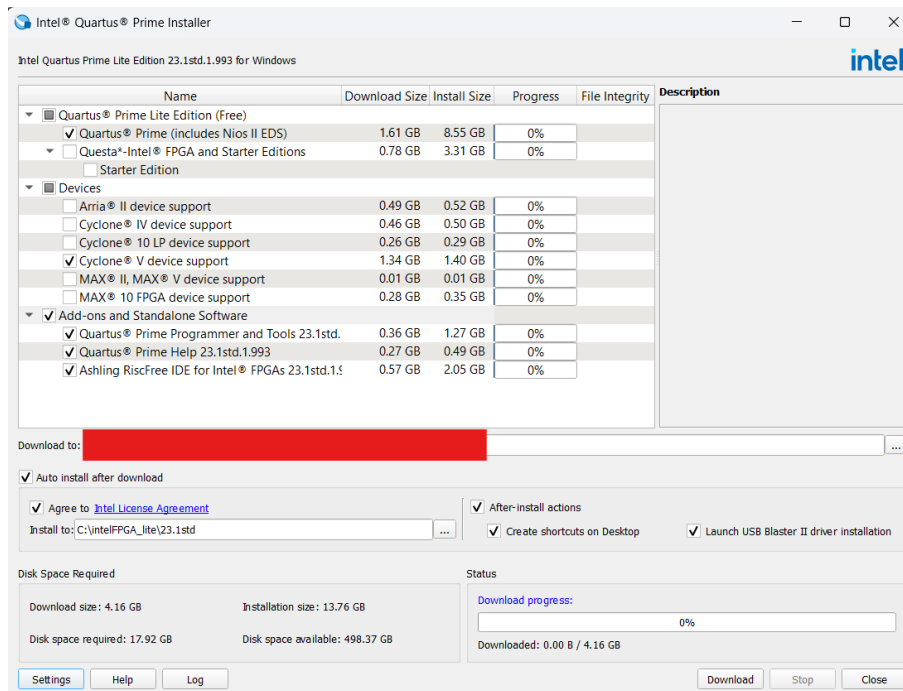 Intel® Quartus® Prime Installer
Intel Quartus Prime Lite Edition 23.1std.1.993 for Windows
intel
Name Download Size Install Size Progress File Integrity Description
Quartus® Prime Lite Edition (Free)
Quartus® Prime (includes Nios II EDS) 1.61 GB 8.55 GB 0%
Questa*-Intel® FPGA and Starter Editions 0.78 GB 3.31 GB 0%
Starter Edition
Devices
Arria® II device support 0.49 GB 0.52 GB 0%
Cyclone® IV device support 0.46 GB 0.50 GB 0%
Cyclone® 10 LP device support 0.26 GB 0.29 GB 0%
Cyclone® V device support 1.34 GB 1.40 GB 0%
MAX® II, MAX® V device support 0.01 GB 0.01 GB 0%
MAX® 10 FPGA device support 0.28 GB 0.35 GB 0%
Add-ons and Standalone Software
Quartus® Prime Programmer and Tools 23.1std. 0.36 GB 1.27 GB 0%
Quartus® Prime Help 23.1std.1.993 0.27 GB 0.49 GB 0%
Ashling RiscFree IDE for Intel® FPGAs 23.1std.1.9 0.57 GB 2.05 GB 0%
Download to: ...
Auto install after download
Agree to Intel License Agreement
Install to: C:\intelFPGA_lite\23.1std ...
After-install actions
Create shortcuts on Desktop Launch USB Blaster II driver installation
Disk Space Required
Download size: 4.16 GB Installation size: 13.76 GB
Disk space required: 17.92 GB Disk space available: 498.37 GB
Status
Download progress:
0%
Downloaded: 0.00 B / 4.16 GB
Settings Help Log Download Stop Close